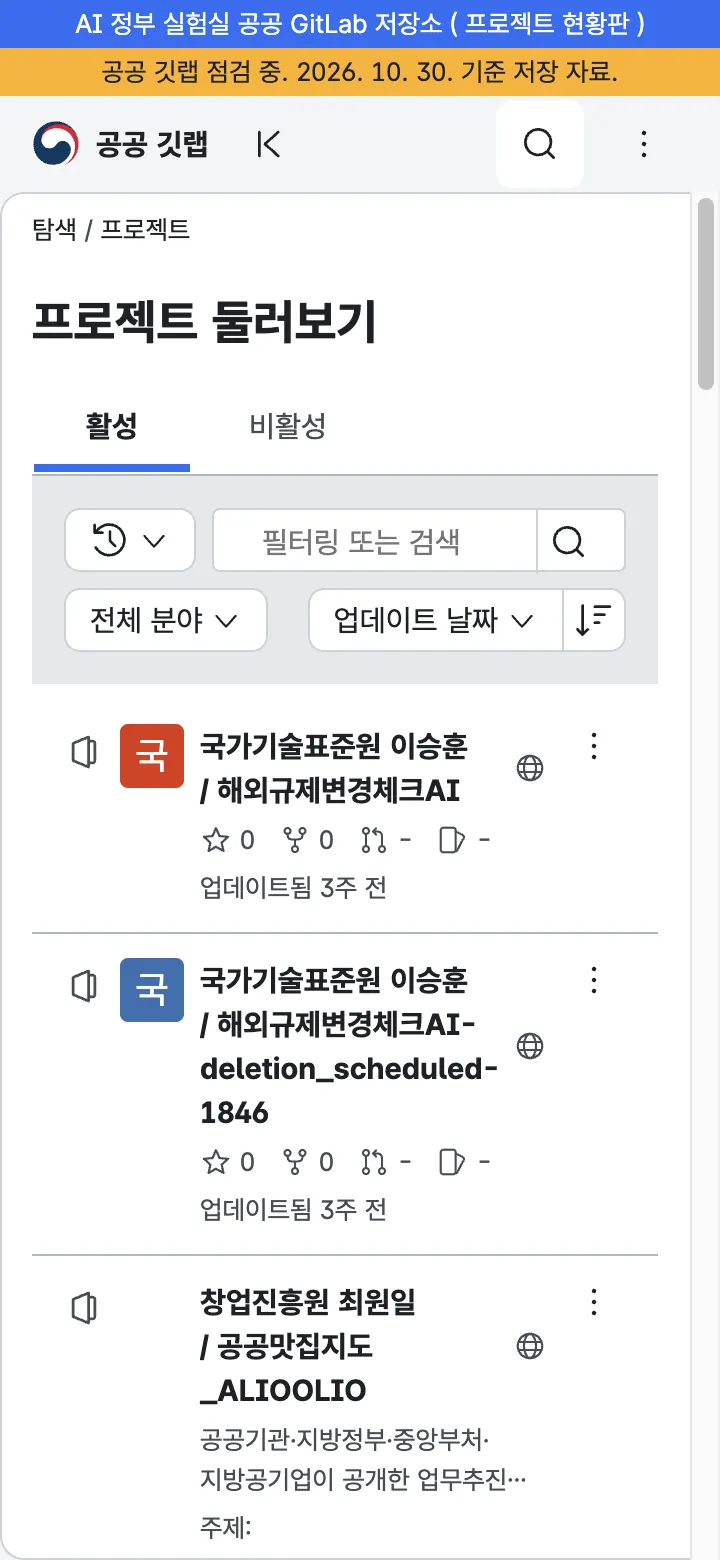 AI 정부 실험실 공공 GitLab 저장소 ( 프로젝트 현황판 )
공공 깃랩 점검 중. 2026. 10. 30. 기준 저장 자료.
공공 깃랩
탐색 / 프로젝트
프로젝트 둘러보기
활성 비활성
필터링 또는 검색
전체 분야 업데이트 날짜
국 국가기술표준원 이승훈
/ 해외규제변경체크AI
0 0 - -
업데이트됨 3주 전
국 국가기술표준원 이승훈
/ 해외규제변경체크AI-
deletion_scheduled-
1846
0 0 - -
업데이트됨 3주 전
창업진흥원 최원일
/ 공공맛집지도
_ALIOOLIO
공공기관·지방정부·중앙부처·
지방공기업이 공개한 업무추진…
주제: